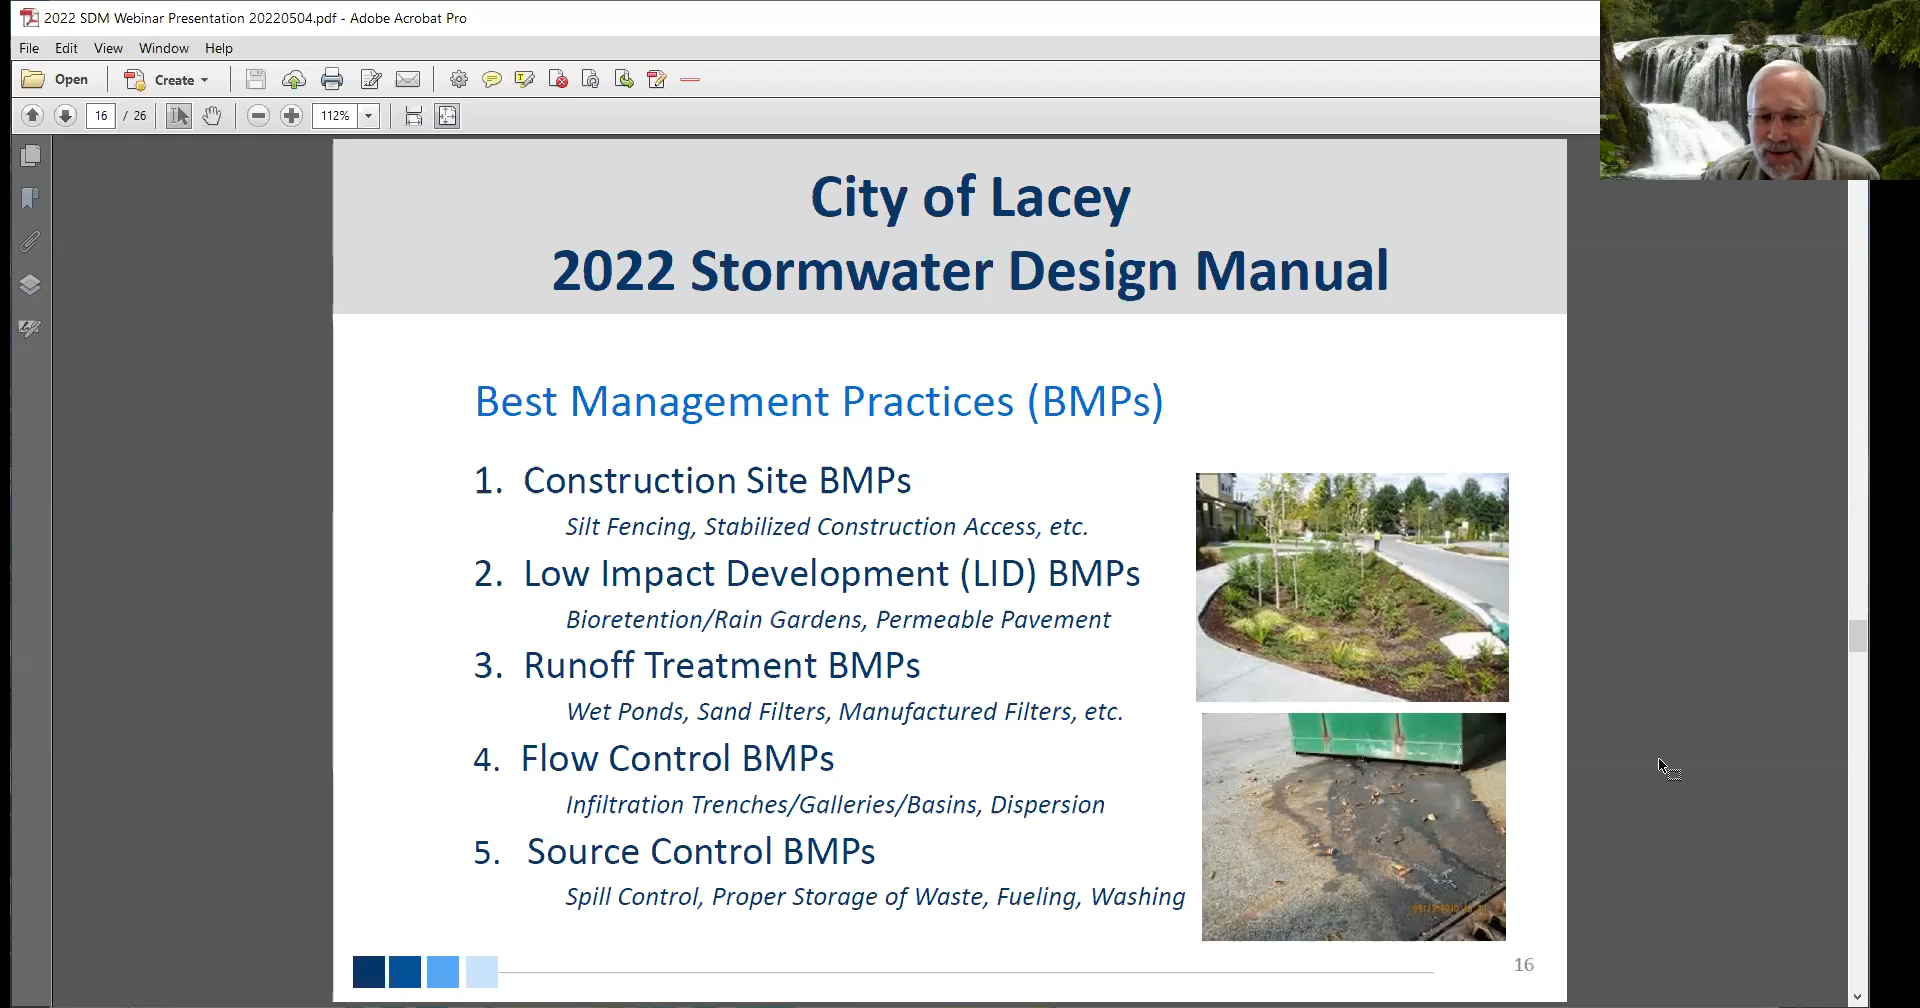 2022 SDM Webinar Presentation 20220504.pdf - Adobe Acrobat Pro
File Edit View Window Help
Open Create
16 / 26 112%
City of Lacey
2022 Stormwater Design Manual
Best Management Practices (BMPs)
1. Construction Site BMPs
Silt Fencing, Stabilized Construction Access, etc.
2. Low Impact Development (LID) BMPs
Bioretention/Rain Gardens, Permeable Pavement
3. Runoff Treatment BMPs
Wet Ponds, Sand Filters, Manufactured Filters, etc.
4. Flow Control BMPs
Infiltration Trenches/Galleries/Basins, Dispersion
5. Source Control BMPs
Spill Control, Proper Storage of Waste, Fueling, Washing
16